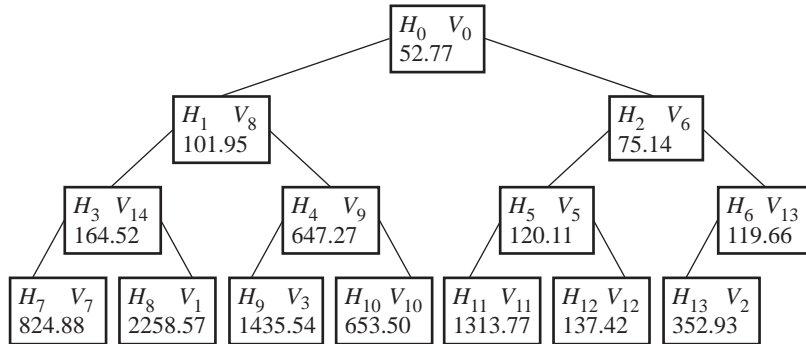 H₀ V₀
52.77
H₁ V₈
101.95
H₂ V₆
75.14
H₃ V₁₄
164.52
H₄ V₉
647.27
H₅ V₅
120.11
H₆ V₁₃
119.66
H₇ V₇
824.88
H₈ V₁
2258.57
H₉ V₃
1435.54
H₁₀ V₁₀
653.50
H₁₁ V₁₁
1313.77
H₁₂ V₁₂
137.42
H₁₃ V₂
352.93